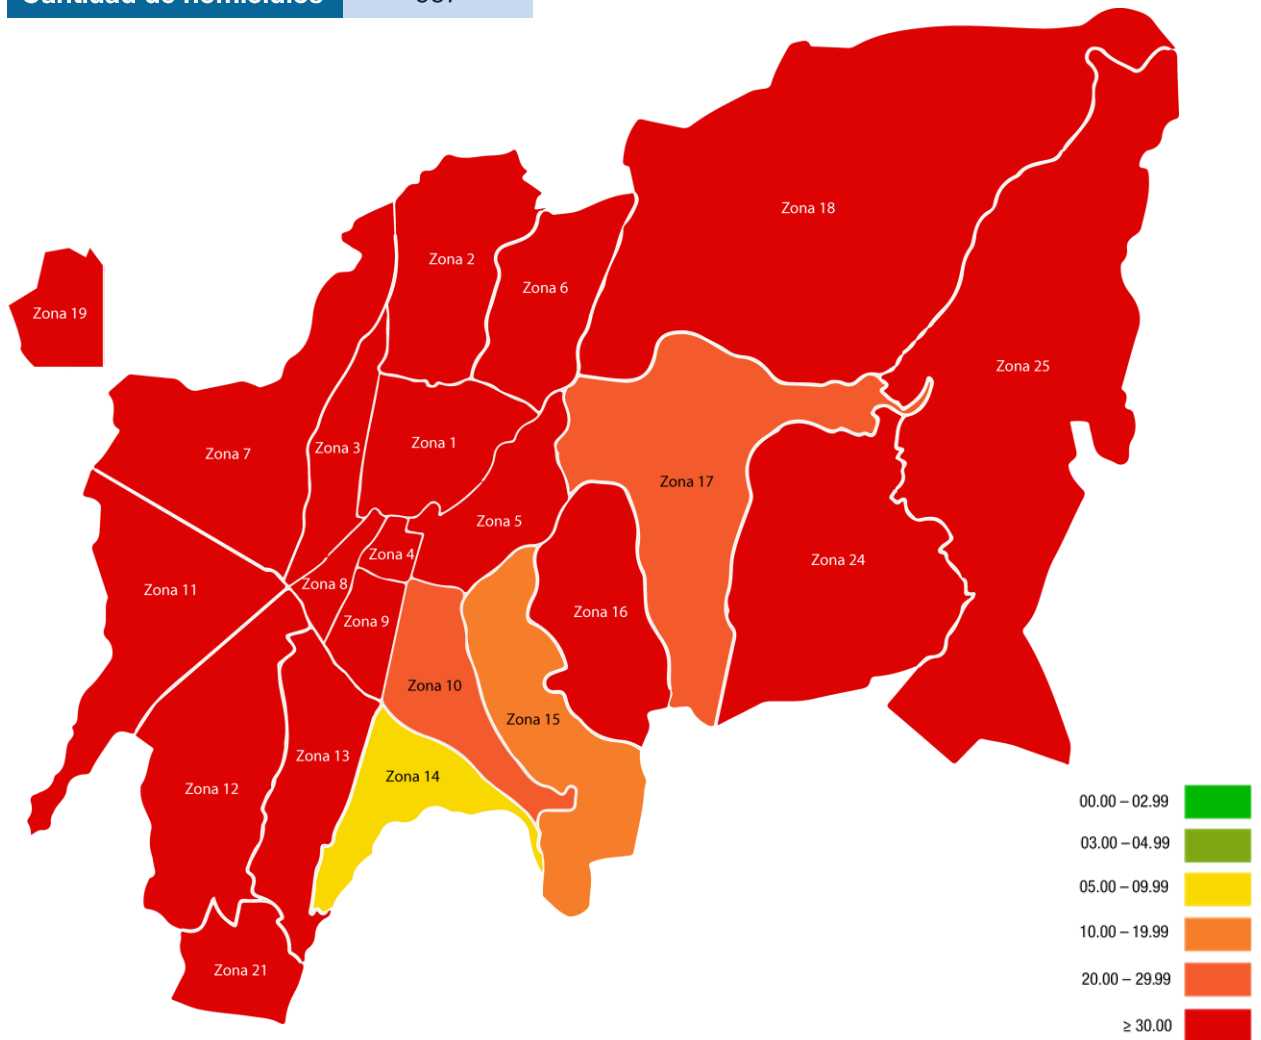 Cantidad de homicidios
Zona 18
Zona 2
Zona 6
Zona 19
Zona 25
Zona 1
Zona 3
Zona 7
Zona 17
Zona 5
Zona 4
Zona 24
Zona 8
Zona 11
Zona 16
Zona 9
Zona 10
Zona 15
Zona 13
Zona 14
Zona 12
Zona 21
00.00 – 02.99
03.00 – 04.99
05.00 – 09.99
10.00 – 19.99
20.00 – 29.99
≥ 30.00